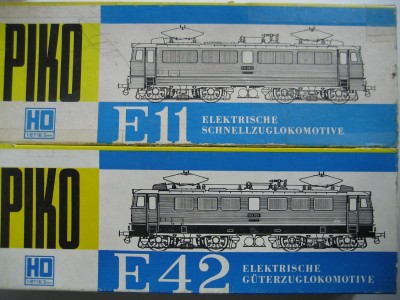 PIKO
HO
E11
ELEKTRISCHE
SCHNELLZUGLOKOMOTIVE
PIKO
HO
E42
ELEKTRISCHE
GÜTERZUGLOKOMOTIVE